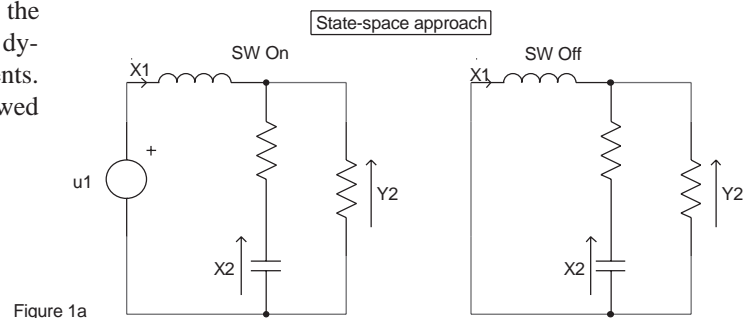 the
dy-
ents.
wed
State-space approach
SW On
SW Off
X1
X1
+
u1
Y2
Y2
X2
X2
Figure 1a